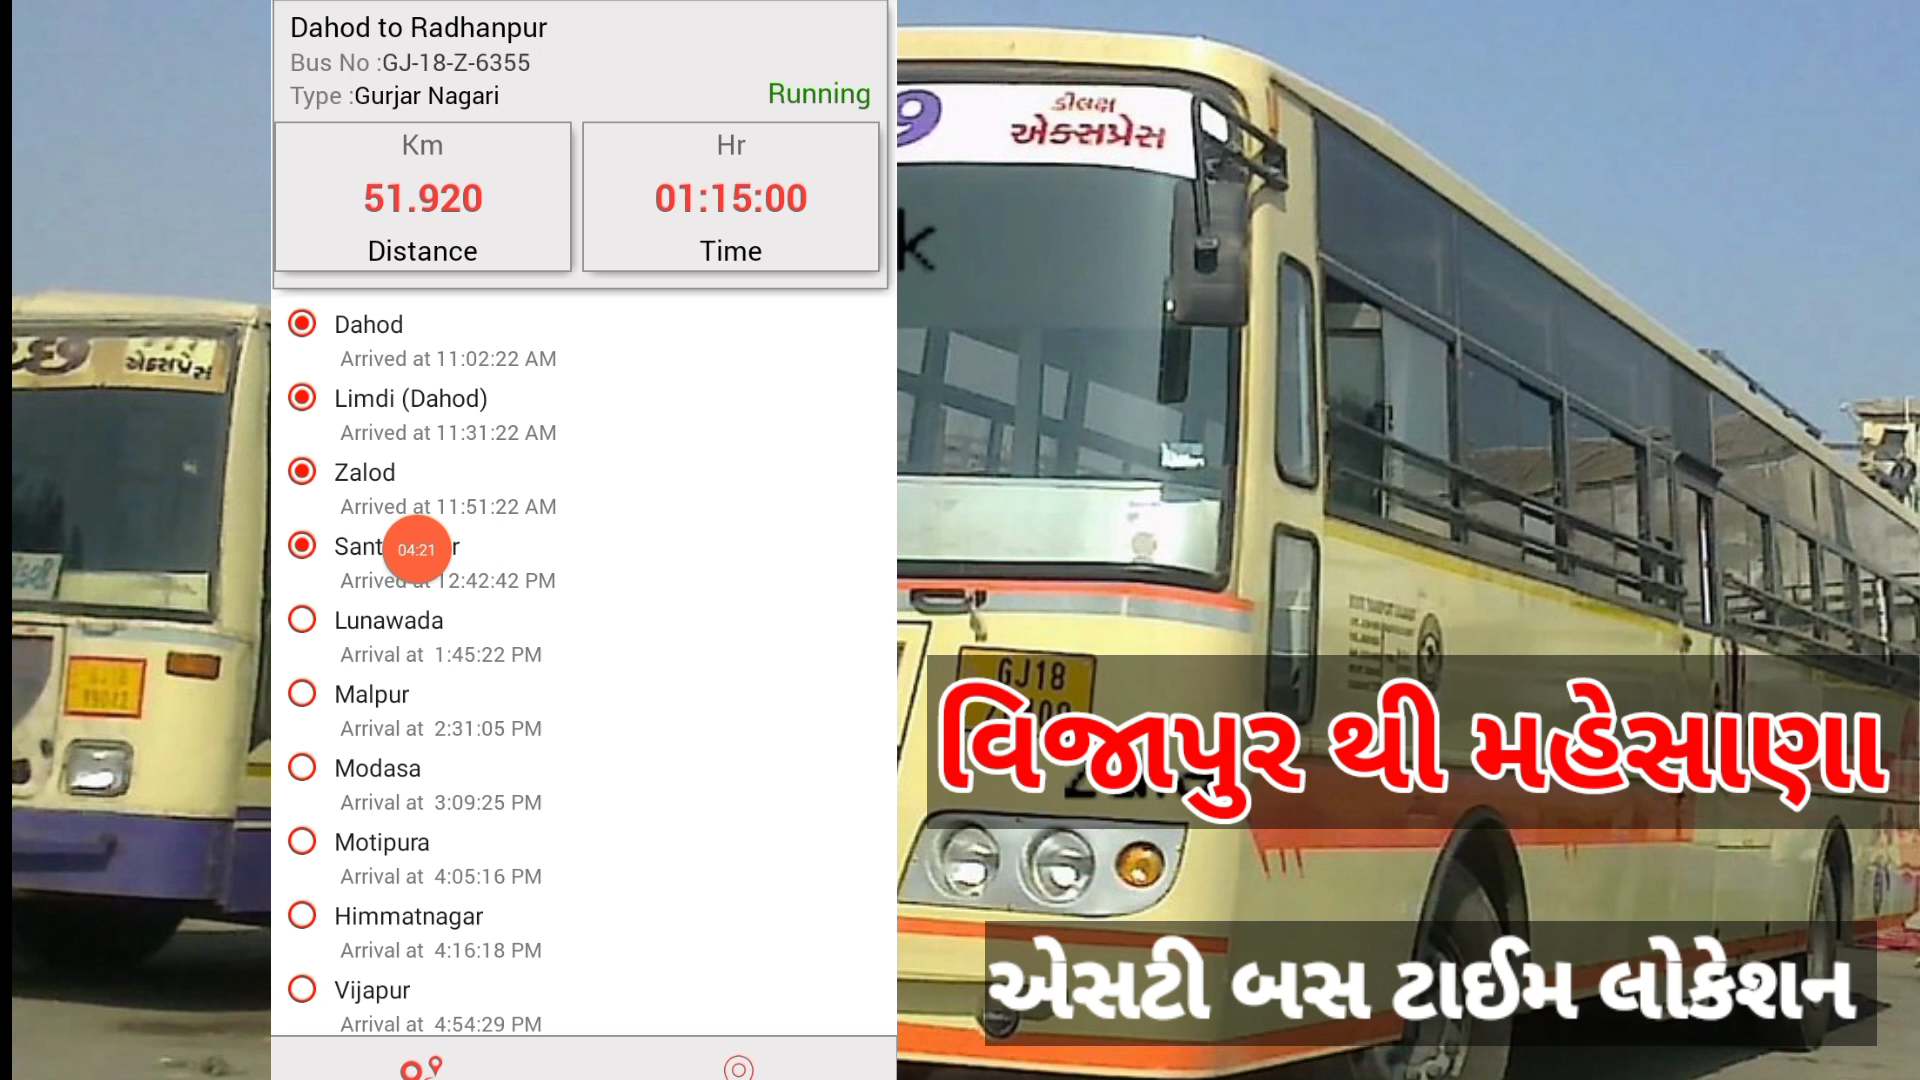 Dahod to Radhanpur
Bus No :GJ-18-Z-6355
Type :Gurjar Nagari
Running
Km
51.920
Distance
Hr
01:15:00
Time
Dahod
Arrived at 11:02:22 AM
Limdi (Dahod)
Arrived at 11:31:22 AM
Zalod
Arrived at 11:51:22 AM
04:21
Arrived at 12:42:42 PM
Lunawada
Arrival at 1:45:22 PM
Malpur
Arrival at 2:31:05 PM
Modasa
Arrival at 3:09:25 PM
Motipura
Arrival at 4:05:16 PM
Himmatnagar
Arrival at 4:16:18 PM
Vijapur
Arrival at 4:54:29 PM
એક્સપ્રેસ
ડીલક્ષ
એક્સપ્રેસ
GJ18
વિજાપુર થી મહેસાણા
એસટી બસ ટાઈમ લોકેશન